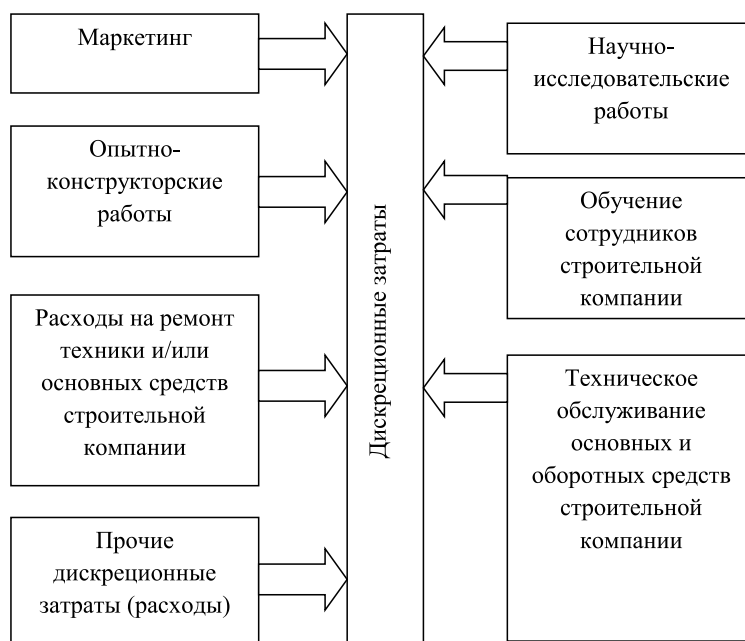 Маркетинг
Опытно-
конструкторские
работы
Расходы на ремонт
техники и/или
основных средств
строительной
компании
Прочие
дискреционные
затраты (расходы)
Дискреционные затраты
Научно-
исследовательские
работы
Обучение
сотрудников
строительной
компании
Техническое
обслуживание
основных и
оборотных средств
строительной
компании